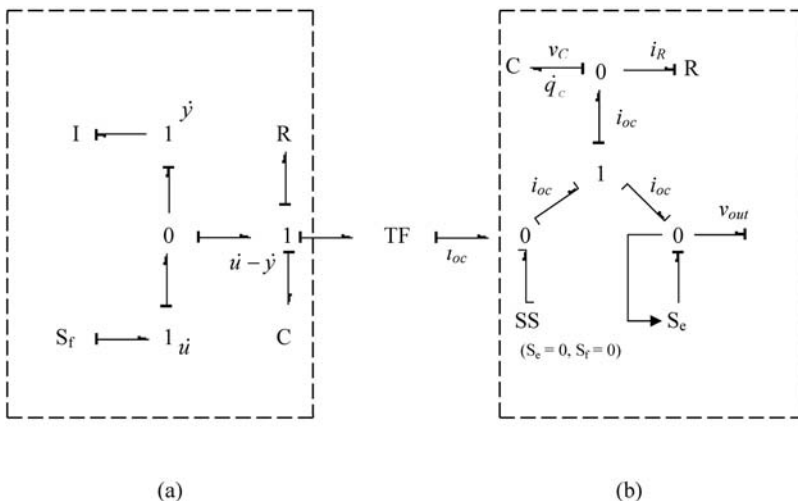 ẏ
I 1 R
0 1 TF
u̇ − ẏ
S_f 1 u̇ C
(a)
C v_C 0 i_R R
q̇_c
i_oc
1
i_oc i_oc
ı_oc 0 0 v_out
SS S_e
(S_e = 0, S_f = 0)
(b)